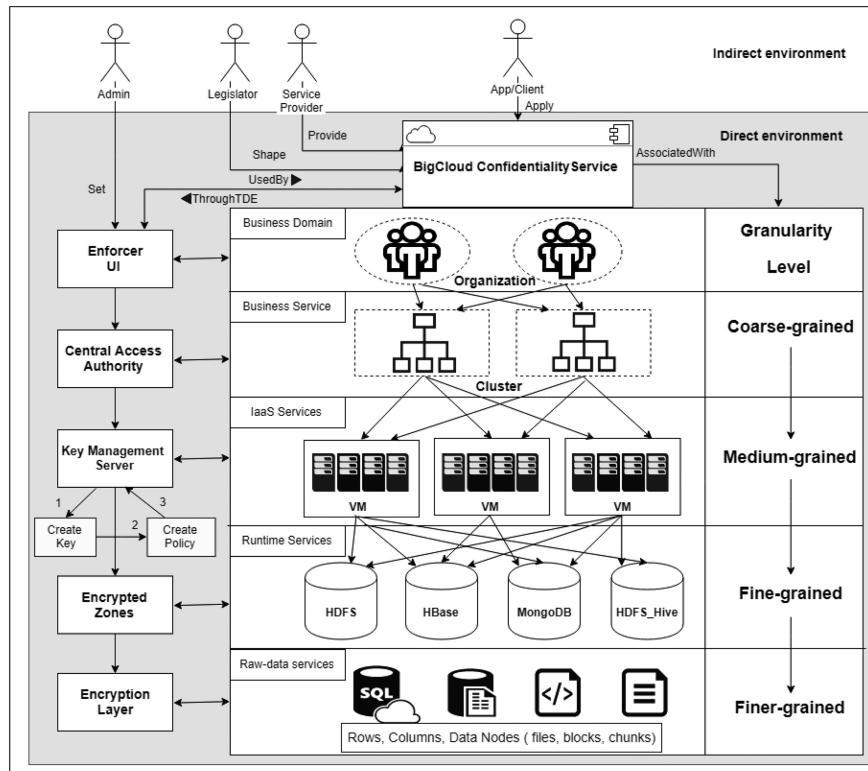 Indirect environment
Admin
Legislator
Service
Provider
App/Client
Apply
Provide
Shape
BigCloud Confidentiality Service
Direct environment
AssociatedWith
UsedBy
ThroughTDE
Set
Enforcer
UI
Business Domain
Organization
Granularity
Level
Central Access
Authority
Business Service
Cluster
Coarse-grained
Key Management
Server
IaaS Services
VM
VM
VM
Medium-grained
1
2
3
Create
Key
Create
Policy
Encrypted
Zones
Runtime Services
HDFS
HBase
MongoDB
HDFS_Hive
Fine-grained
Encryption
Layer
Raw-data services
SQL
</>
Rows, Columns, Data Nodes ( files, blocks, chunks)
Finer-grained